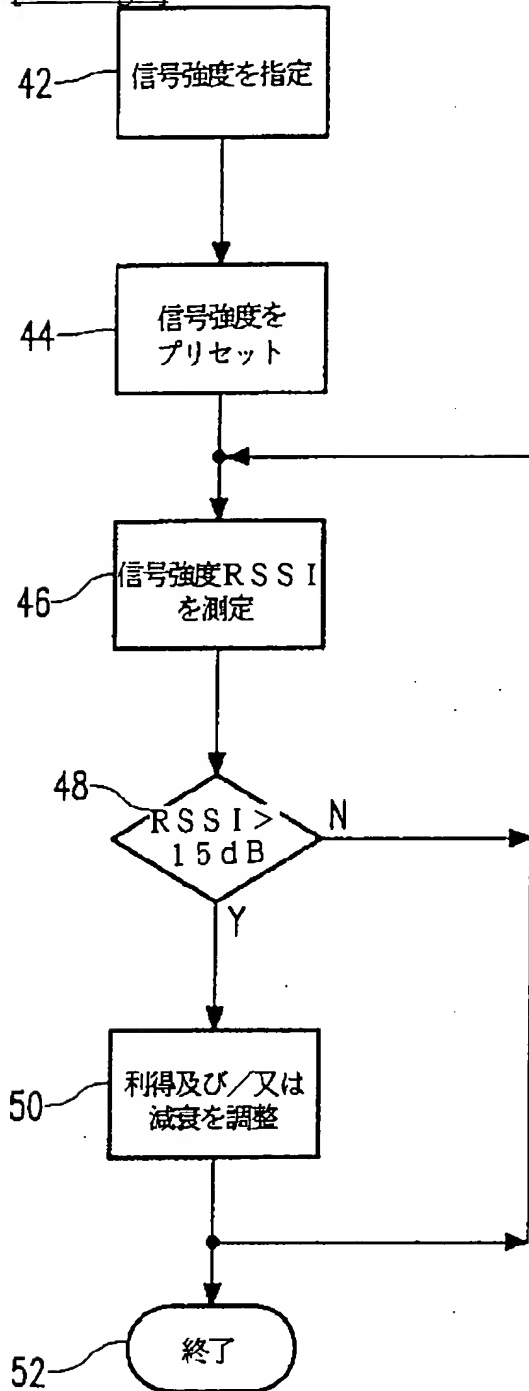 42
信号強度を指定
44
信号強度を
プリセット
46
信号強度RSSI
を測定
48
RSSI>
15dB
N
Y
50
利得及び/又は
減衰を調整
52
終了